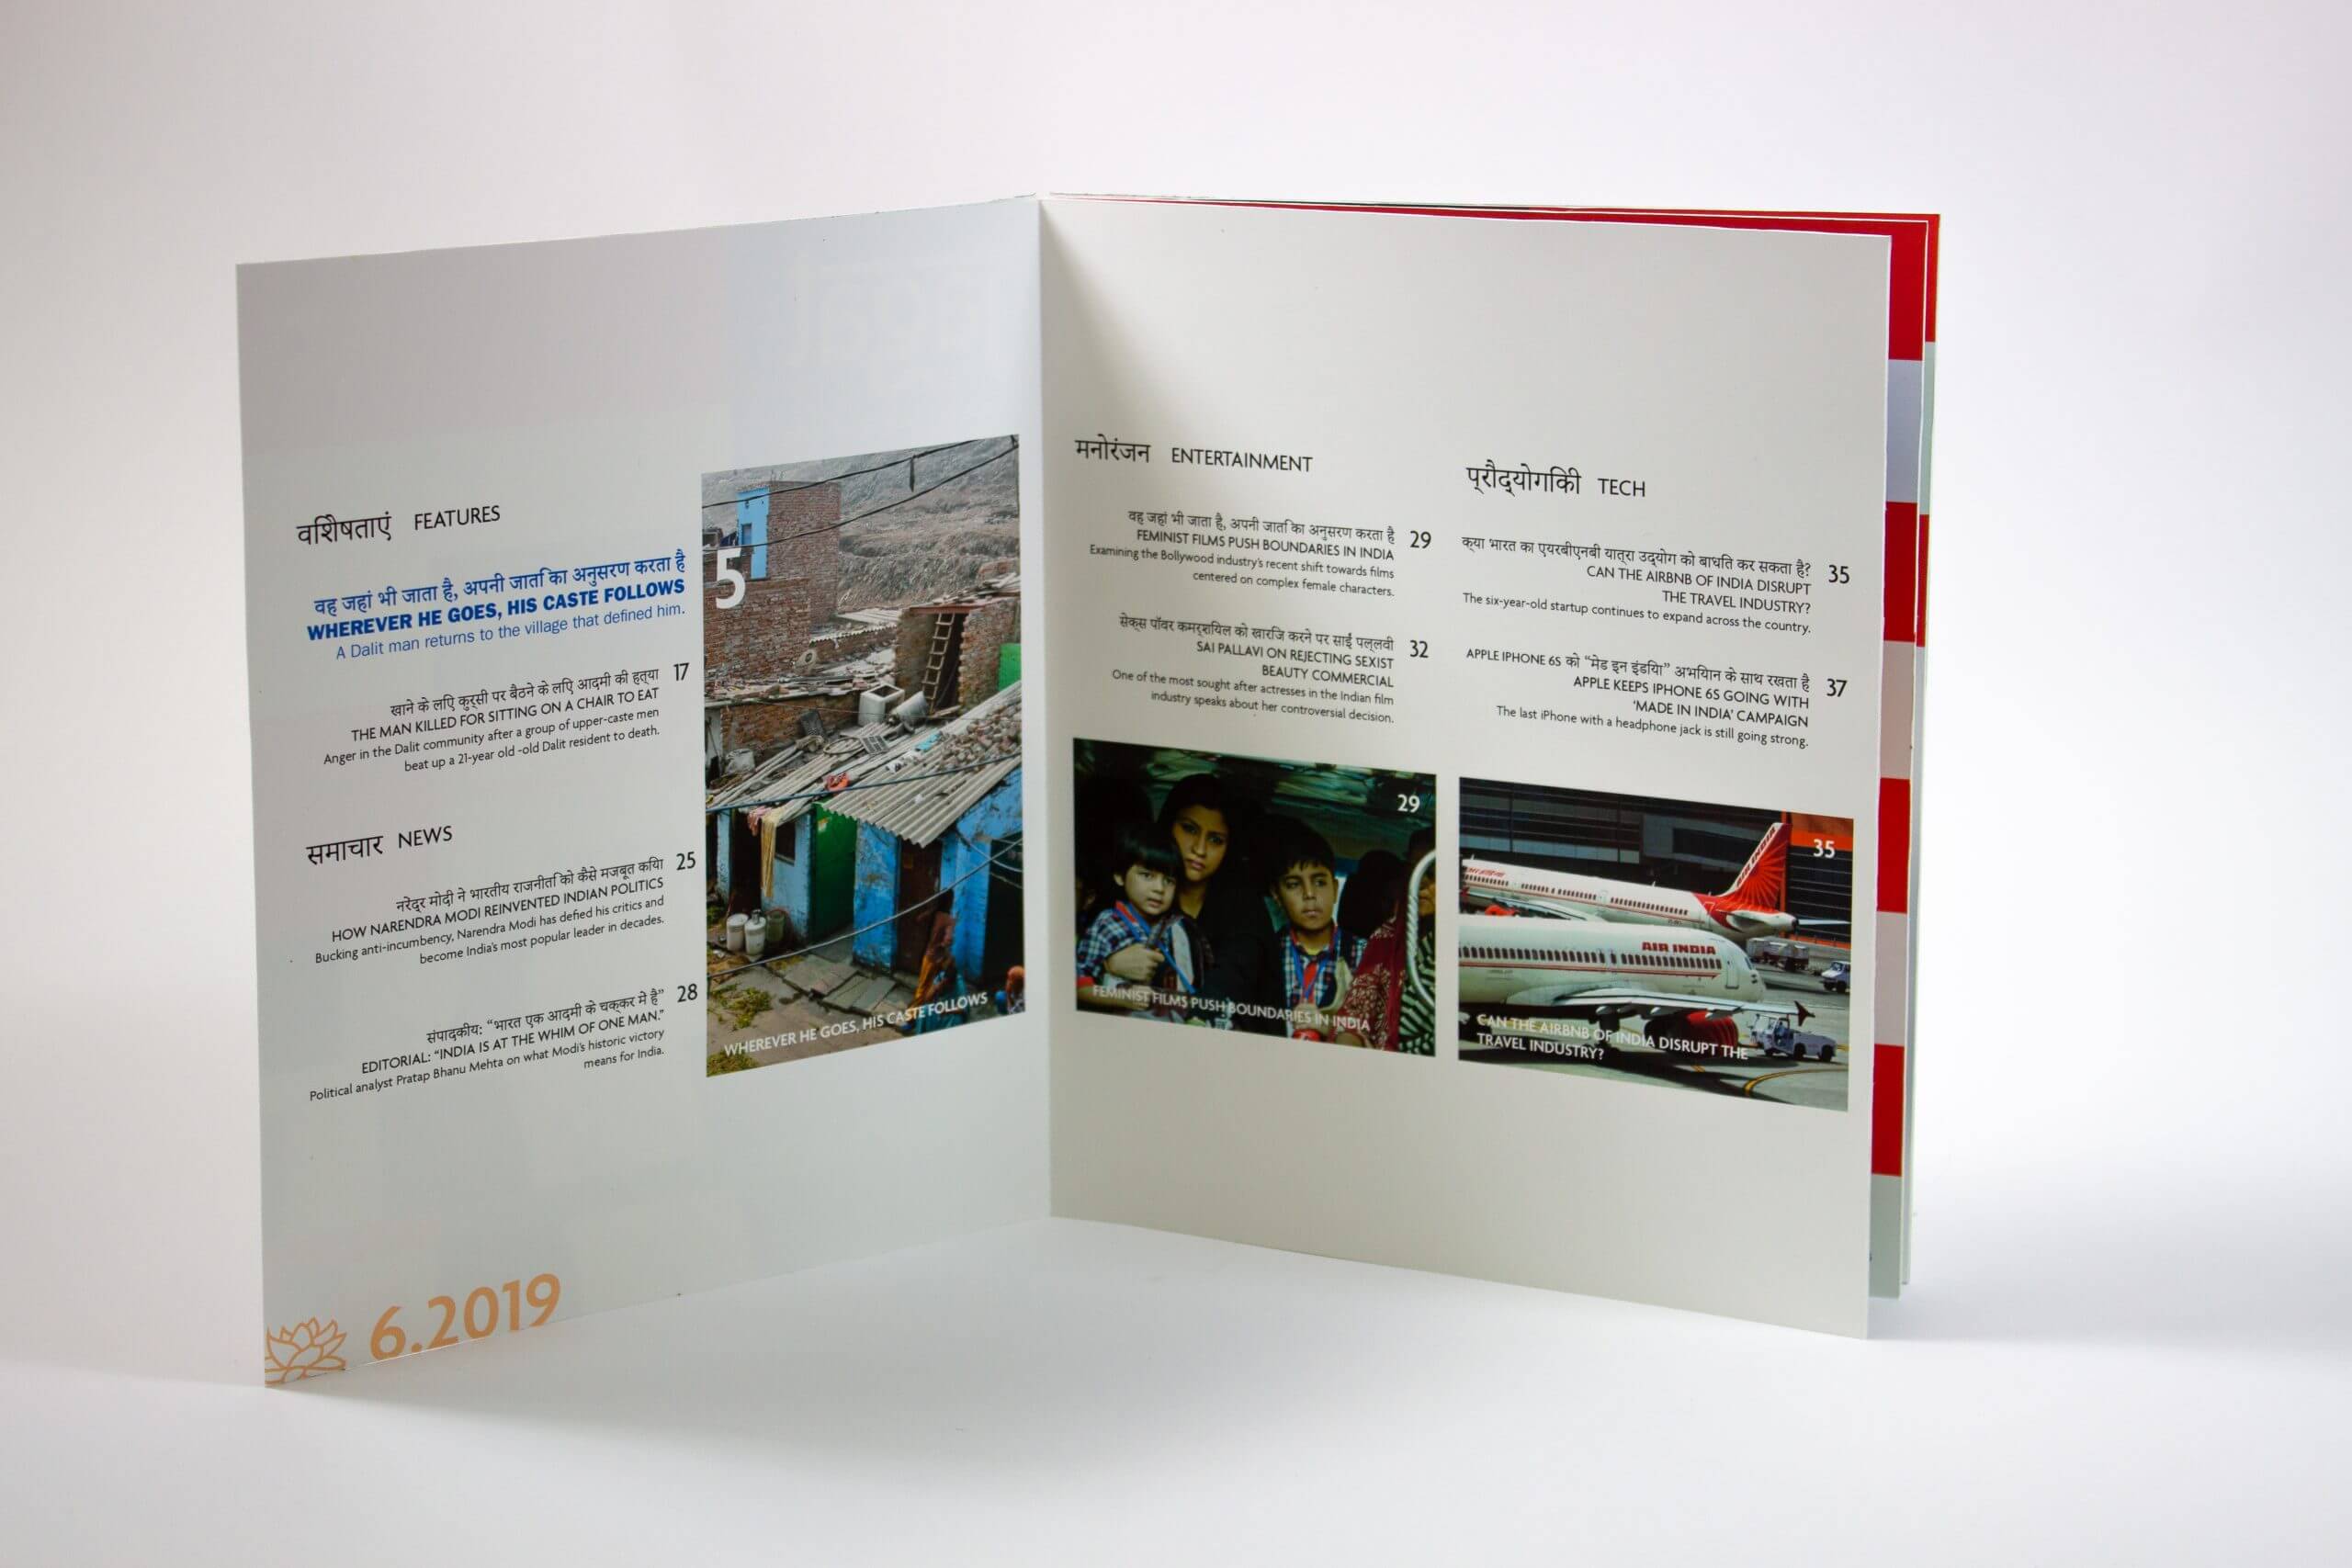 वशिेषताएं FEATURES
वह जहां भी जाता है, अपनी जाति का अनुसरण करता है
WHEREVER HE GOES, HIS CASTE FOLLOWS
A Dalit man returns to the village that defined him.
खाने के लिए कुर्सी पर बैठने के लिए आदमी की हत्या 17
THE MAN KILLED FOR SITTING ON A CHAIR TO EAT
Anger in the Dalit community after a group of upper-caste men
beat up a 21-year old -old Dalit resident to death.
समाचार NEWS
नरेंद्र मोदी ने भारतीय राजनीति को कैसे मजबूत किया 25
HOW NARENDRA MODI REINVENTED INDIAN POLITICS
Bucking anti-incumbency, Narendra Modi has defied his critics and
become India's most popular leader in decades.
संपादकीय: "भारत एक आदमी के चक्कर में है" 28
EDITORIAL: "INDIA IS AT THE WHIM OF ONE MAN."
Political analyst Pratap Bhanu Mehta on what Modi's historic victory
means for India.
5
WHEREVER HE GOES, HIS CASTE FOLLOWS
6.2019
मनोरंजन ENTERTAINMENT
वह जहां भी जाता है, अपनी जाति का अनुसरण करता है 29
FEMINIST FILMS PUSH BOUNDARIES IN INDIA
Examining the Bollywood industry's recent shift towards films
centered on complex female characters.
सेक्स पॉवर कमर्शियल को खारिज करने पर साई पल्लवी 32
SAI PALLAVI ON REJECTING SEXIST
BEAUTY COMMERCIAL
One of the most sought after actresses in the Indian film
industry speaks about her controversial decision.
29
FEMINIST FILMS PUSH BOUNDARIES IN INDIA
प्रौद्योगिकी TECH
क्या भारत का एयरबीएनबी यात्रा उद्योग को बाधित कर सकता है? 35
CAN THE AIRBNB OF INDIA DISRUPT
THE TRAVEL INDUSTRY?
The six-year-old startup continues to expand across the country.
APPLE IPHONE 6S को "मेड इन इंडिया" अभियान के साथ रखता है 37
APPLE KEEPS IPHONE 6S GOING WITH
'MADE IN INDIA' CAMPAIGN
The last iPhone with a headphone jack is still going strong.
35
AIR INDIA
AIR INDIA
CAN THE AIRBNB OF INDIA DISRUPT THE
TRAVEL INDUSTRY?